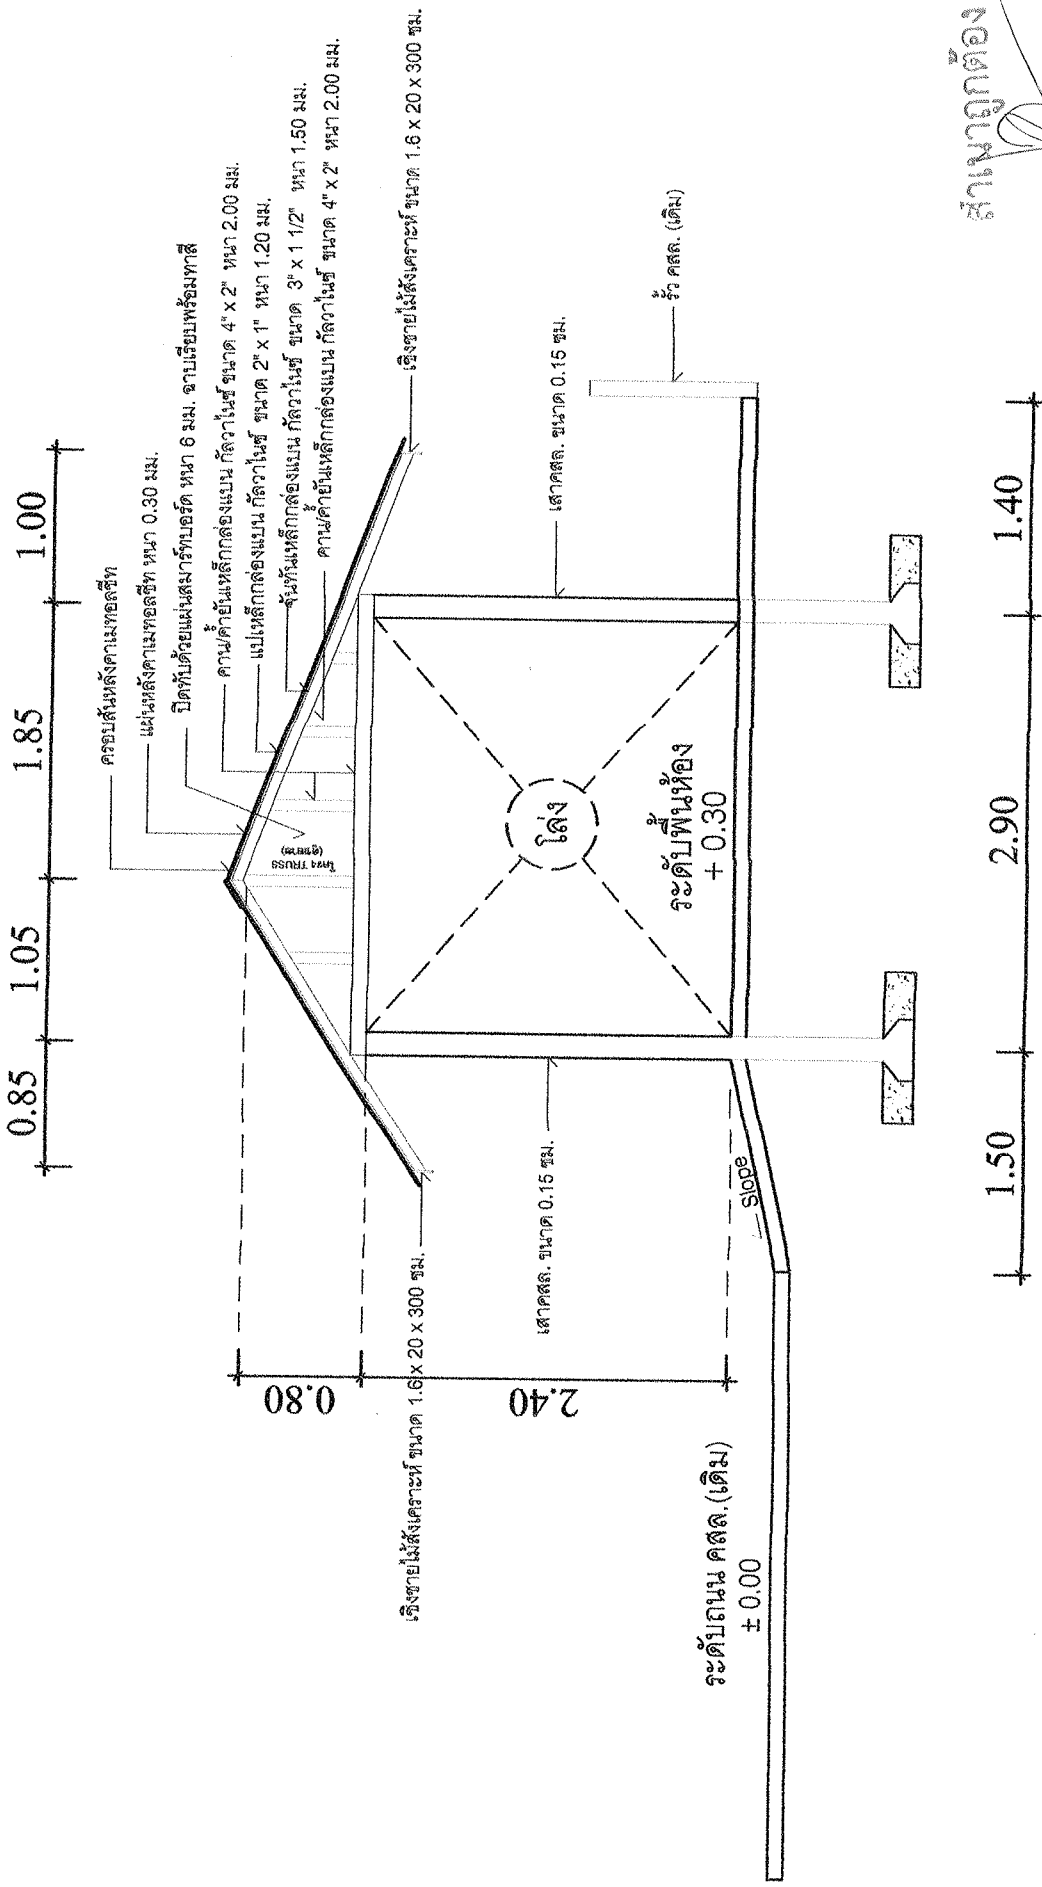 0.85
1.05
1.85
1.00
ครอบสันหลังคาเมทอลชีท
แผ่นหลังคาเมทอลชีท หนา 0.30 มม.
ปิดทับด้วยแผ่นสมาร์ทบอร์ด หนา 6 มม. ฉาบเรียบพร้อมทาสี
คาน/ค้ำยันเหล็กกล่องแบน กัลวาไนซ์ ขนาด 4" x 2" หนา 2.00 มม.
แปเหล็กกล่องแบน กัลวาไนซ์ ขนาด 2" x 1" หนา 1.20 มม.
จันทันเหล็กกล่องแบน กัลวาไนซ์ ขนาด 3" x 1 1/2" หนา 1.50 มม.
คาน/ค้ำยันเหล็กกล่องแบน กัลวาไนซ์ ขนาด 4" x 2" หนา 2.00 มม.
เชิงชายไม้สังเคราะห์ ขนาด 1.6 x 20 x 300 ซม.
โครง TRUSS
(ดูขยาย)
0.80
เชิงชายไม้สังเคราะห์ ขนาด 1.6 x 20 x 300 ซม.
2.40
เสาคสล. ขนาด 0.15 ซม.
เสาคสล. ขนาด 0.15 ซม.
โล่ง
รั้ว คสล. (เดิม)
ระดับพื้นห้อง
+ 0.30
ระดับถนน คสล.(เดิม)
± 0.00
Slope
1.50
2.90
1.40
สำเนาถูกต้อง